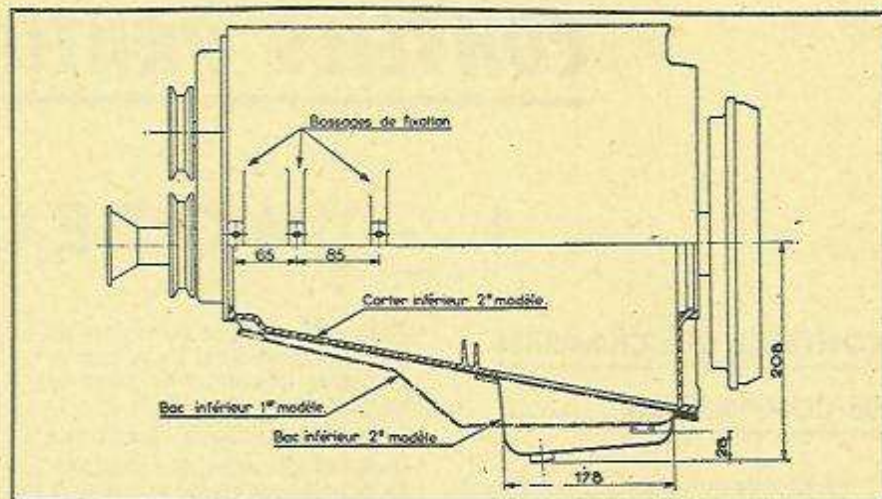 Bossages de fixation
65
85
Carter inférieur 2e modèle.
208
Bac inférieur 1er modèle.
Bac inférieur 2e modèle
28
178